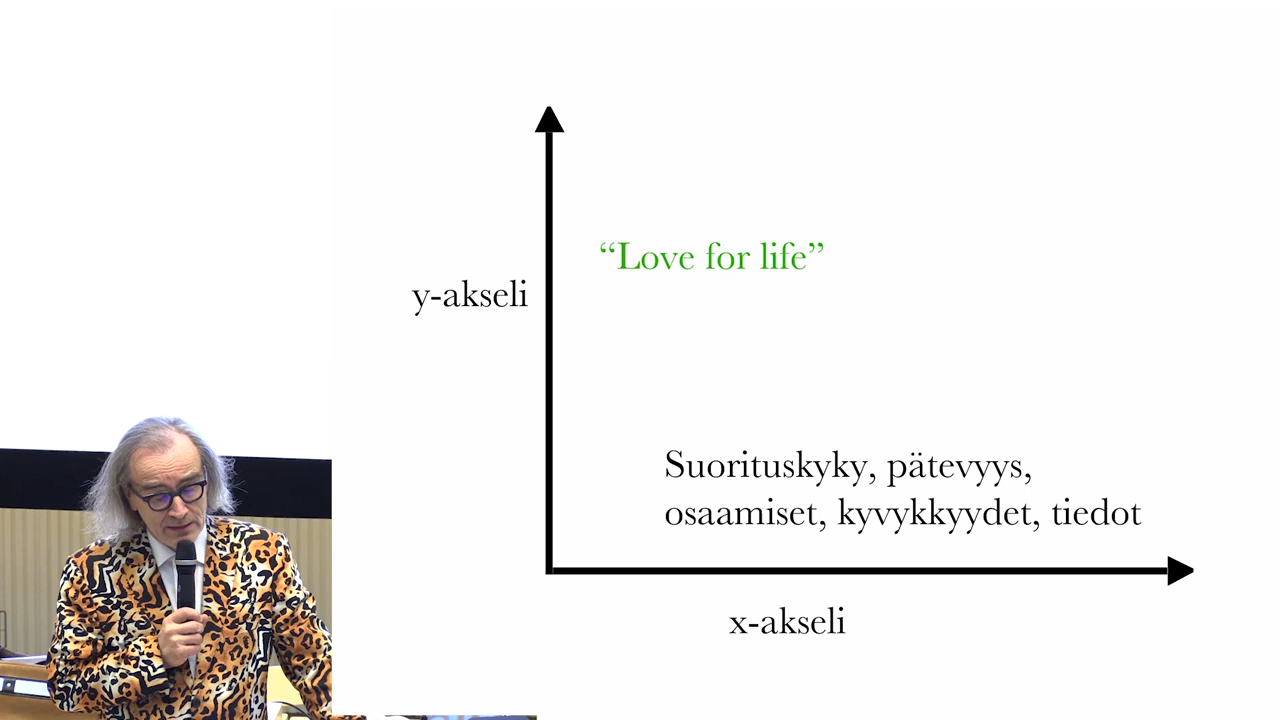 “Love for life”
y-akseli
Suorituskyky, pätevyys,
osaamiset, kyvykkyydet, tiedot
x-akseli